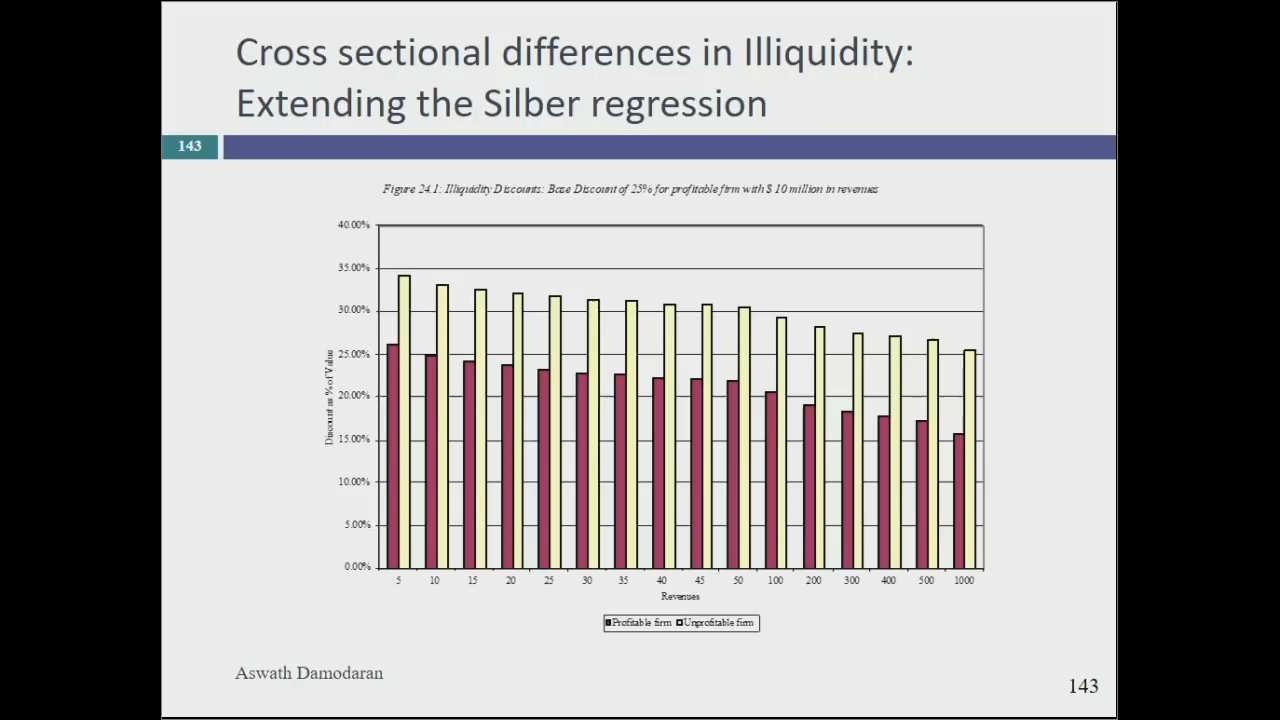 Cross sectional differences in Illiquidity:
Extending the Silber regression
143
Figure 24.1: Illiquidity Discounts: Base Discount of 25% for profitable firm with $ 10 million in revenues
40.00%
35.00%
30.00%
25.00%
20.00%
15.00%
10.00%
5.00%
0.00%
Discount as % of Value
5 10 15 20 25 30 35 40 45 50 100 200 300 400 500 1000
Revenues
Profitable firm Unprofitable firm
Aswath Damodaran
143